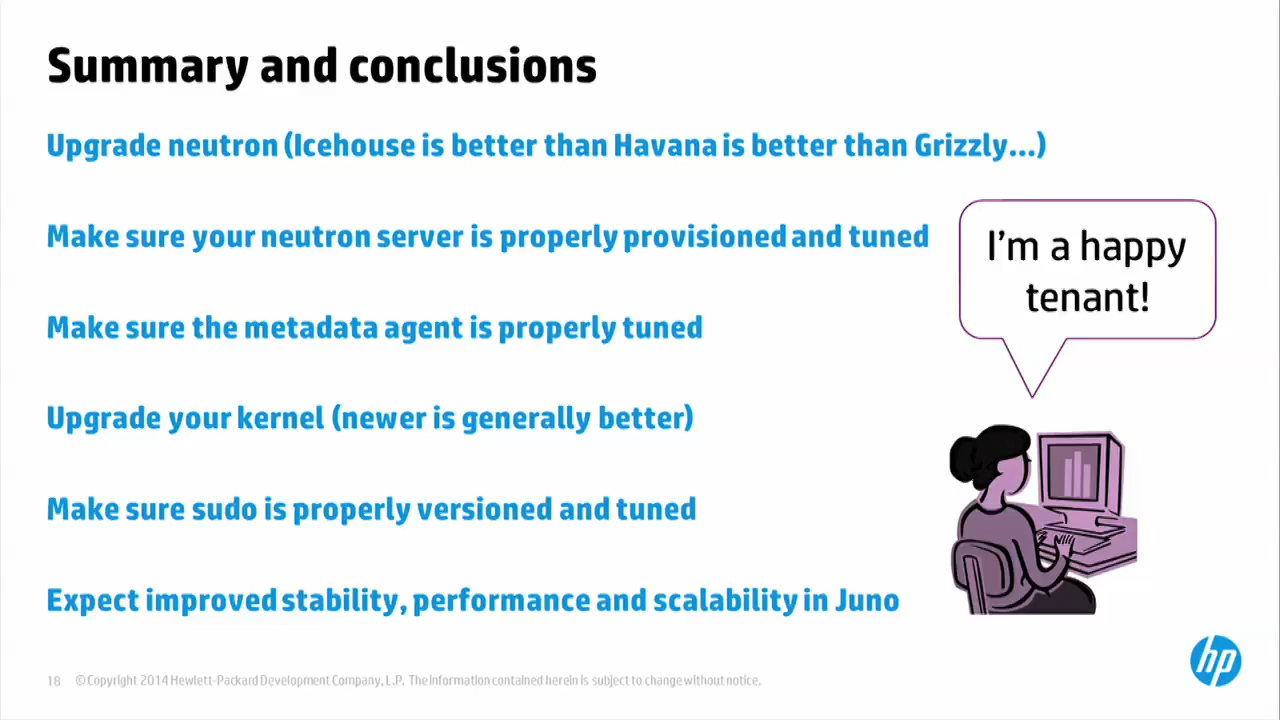 Summary and conclusions
Upgrade neutron (Icehouse is better than Havana is better than Grizzly...)
Make sure your neutron server is properly provisioned and tuned
I'm a happy
tenant!
Make sure the metadata agent is properly tuned
Upgrade your kernel (newer is generally better)
Make sure sudo is properly versioned and tuned
Expect improved stability, performance and scalability in Juno
hp
18 © Copyright 2014 Hewlett-Packard Development Company, L.P. The information contained herein is subject to change without notice.